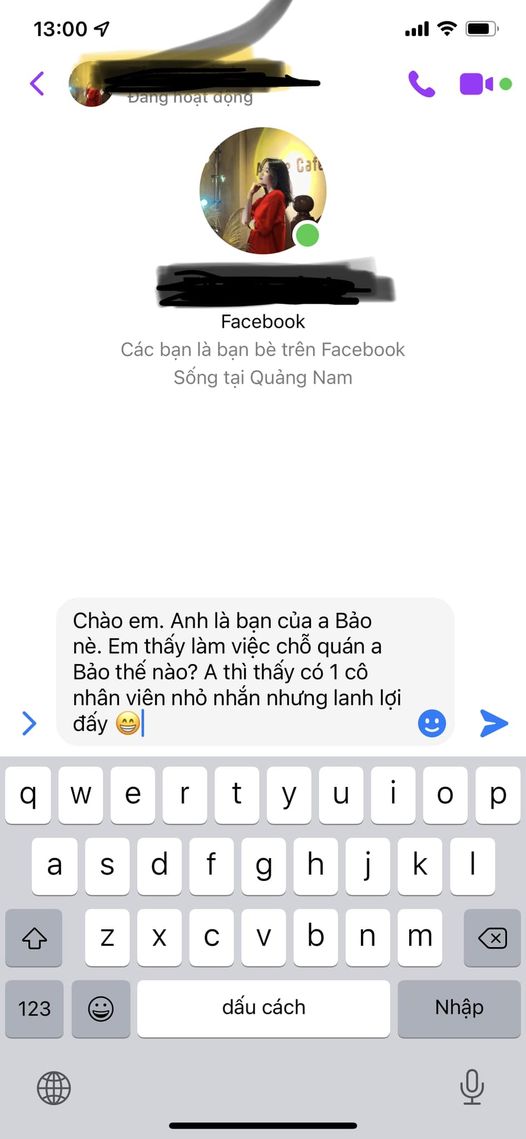 13:00
Đang hoạt động
Cafe
Facebook
Các bạn là bạn bè trên Facebook
Sống tại Quảng Nam
Chào em. Anh là bạn của a Bảo
nè. Em thấy làm việc chỗ quán a
Bảo thế nào? A thì thấy có 1 cô
nhân viên nhỏ nhắn nhưng lanh lợi
đấy 😁
q w e r t y u i o p
a s d f g h j k l
z x c v b n m
123 dấu cách Nhập